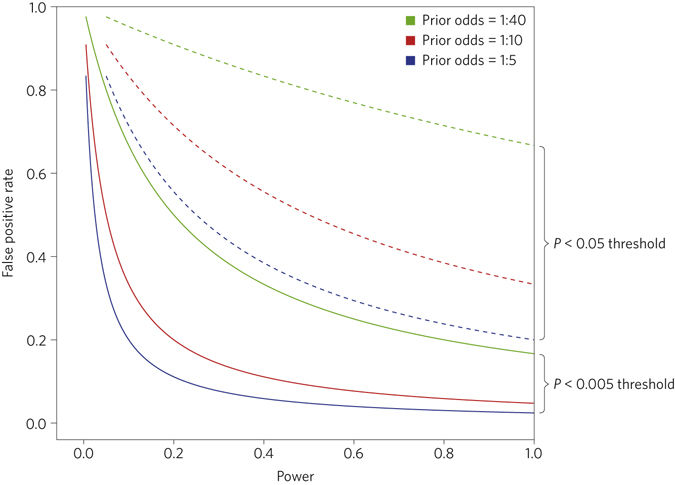 1.0
0.8
0.6
0.4
0.2
0.0
False positive rate
Prior odds = 1:40
Prior odds = 1:10
Prior odds = 1:5
P < 0.05 threshold
P < 0.005 threshold
0.0 0.2 0.4 0.6 0.8 1.0
Power